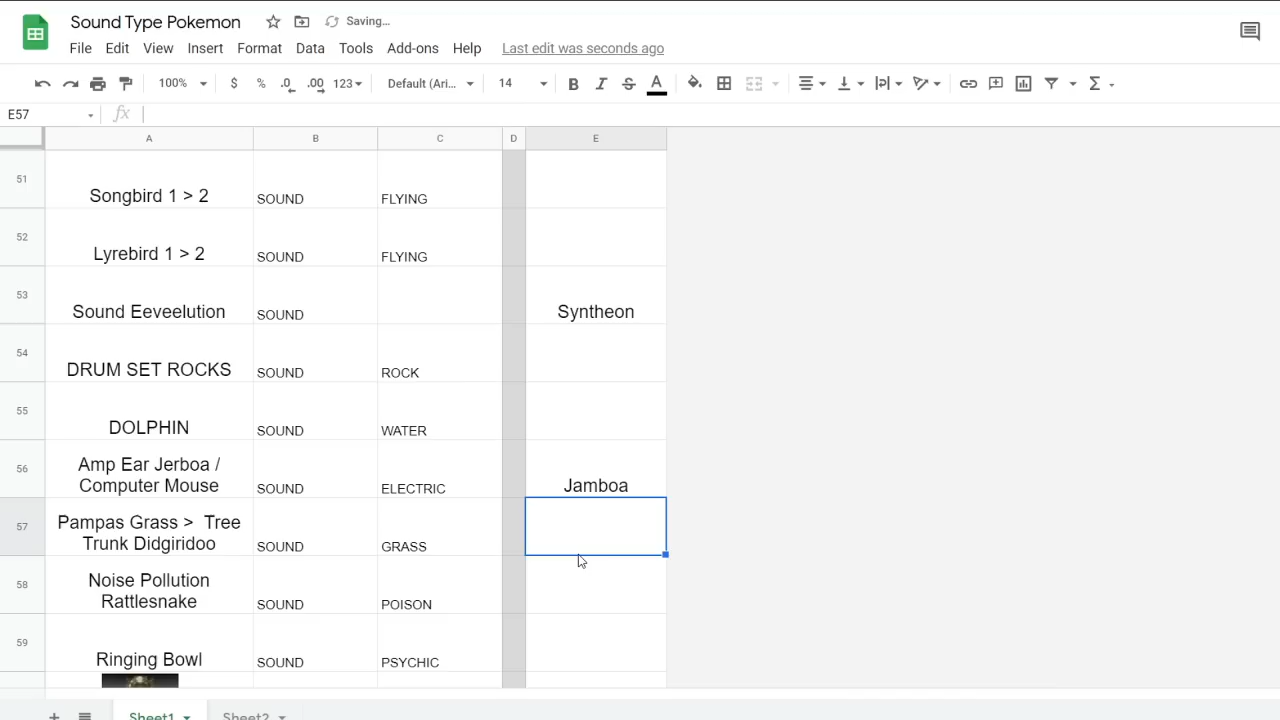 Sound Type Pokemon
Saving...
File Edit View Insert Format Data Tools Add-ons Help Last edit was seconds ago
100% $ % .0 .00 123 Default (Ari... 14 B I S A Σ
E57 fx
A B C D E
51 Songbird 1 > 2 SOUND FLYING
52 Lyrebird 1 > 2 SOUND FLYING
53 Sound Eeveelution SOUND Syntheon
54 DRUM SET ROCKS SOUND ROCK
55 DOLPHIN SOUND WATER
Amp Ear Jerboa /
56 Computer Mouse SOUND ELECTRIC Jamboa
Pampas Grass > Tree
57 Trunk Didgiridoo SOUND GRASS
Noise Pollution
58 Rattlesnake SOUND POISON
59 Ringing Bowl SOUND PSYCHIC
+ Sheet1 Sheet2